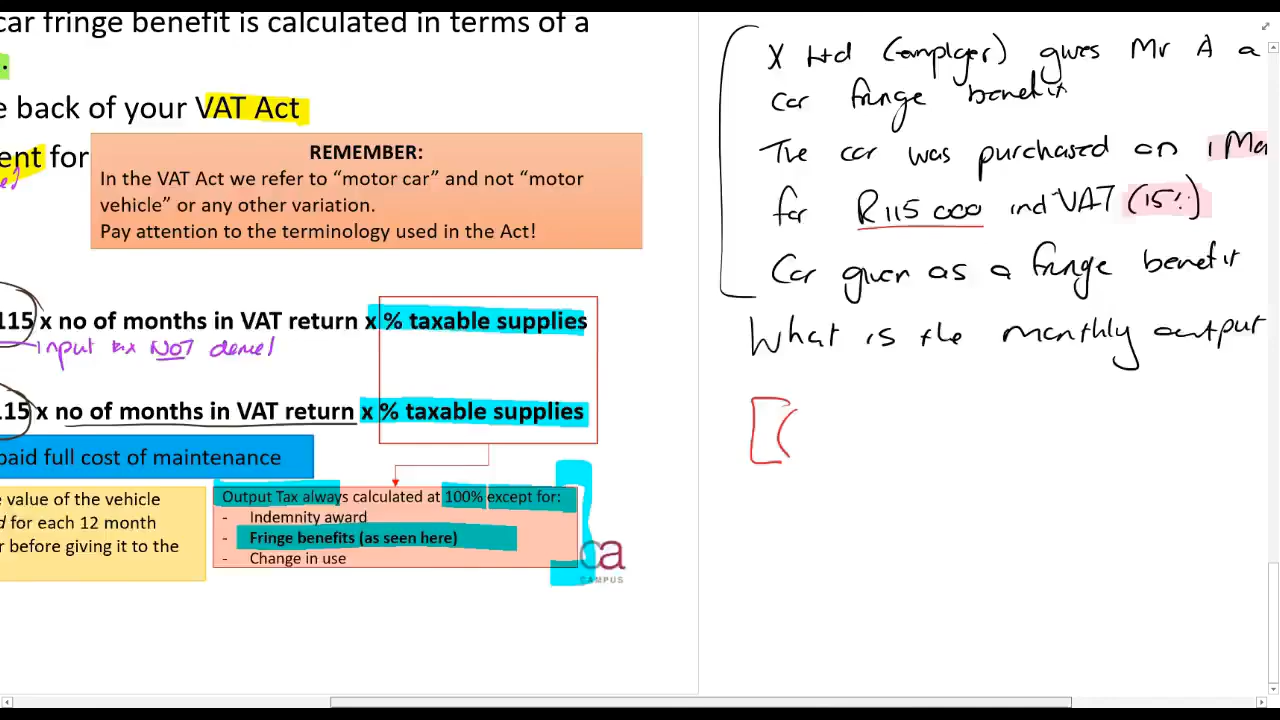 car fringe benefit is calculated in terms of a
.
e back of your VAT Act
ent for
REMEMBER:
In the VAT Act we refer to “motor car” and not “motor
vehicle” or any other variation.
Pay attention to the terminology used in the Act!
115 x no of months in VAT return x % taxable supplies
input tax NOT denied
115 x no of months in VAT return x % taxable supplies
paid full cost of maintenance
e value of the vehicle
d for each 12 month
r before giving it to the
Output Tax always calculated at 100% except for:
- Indemnity award
- Fringe benefits (as seen here)
- Change in use
ca
CAMPUS
X Ltd (employer) gives Mr A a
car fringe benefit
The car was purchased on 1 Ma
for R115 000 incl VAT (15%)
Car given as a fringe benefit
What is the monthly output
[(